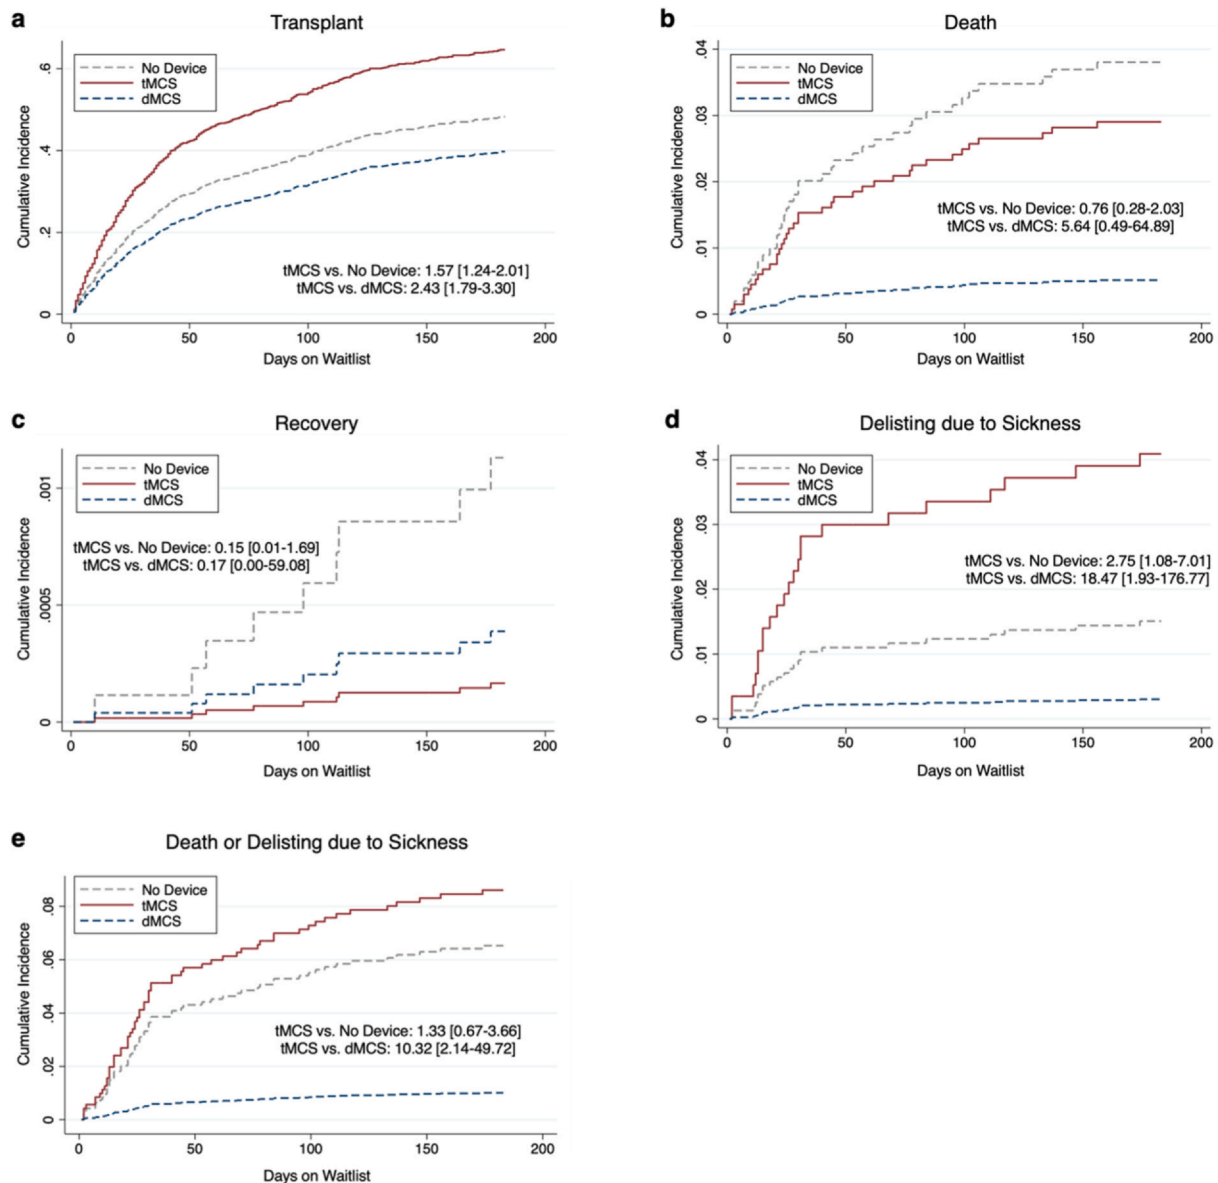 a
Transplant
No Device
tMCS
dMCS
Cumulative Incidence
.6
.4
.2
0
tMCS vs. No Device: 1.57 [1.24-2.01]
tMCS vs. dMCS: 2.43 [1.79-3.30]
0 50 100 150 200
Days on Waitlist
b
Death
No Device
tMCS
dMCS
Cumulative Incidence
.04
.03
.02
.01
0
tMCS vs. No Device: 0.76 [0.28-2.03]
tMCS vs. dMCS: 5.64 [0.49-64.89]
0 50 100 150 200
Days on Waitlist
c
Recovery
No Device
tMCS
dMCS
Cumulative Incidence
.001
.0005
0
tMCS vs. No Device: 0.15 [0.01-1.69]
tMCS vs. dMCS: 0.17 [0.00-59.08]
0 50 100 150 200
Days on Waitlist
d
Delisting due to Sickness
No Device
tMCS
dMCS
Cumulative Incidence
.04
.03
.02
.01
0
tMCS vs. No Device: 2.75 [1.08-7.01]
tMCS vs. dMCS: 18.47 [1.93-176.77]
0 50 100 150 200
Days on Waitlist
e
Death or Delisting due to Sickness
No Device
tMCS
dMCS
Cumulative Incidence
.08
.06
.04
.02
0
tMCS vs. No Device: 1.33 [0.67-3.66]
tMCS vs. dMCS: 10.32 [2.14-49.72]
0 50 100 150 200
Days on Waitlist